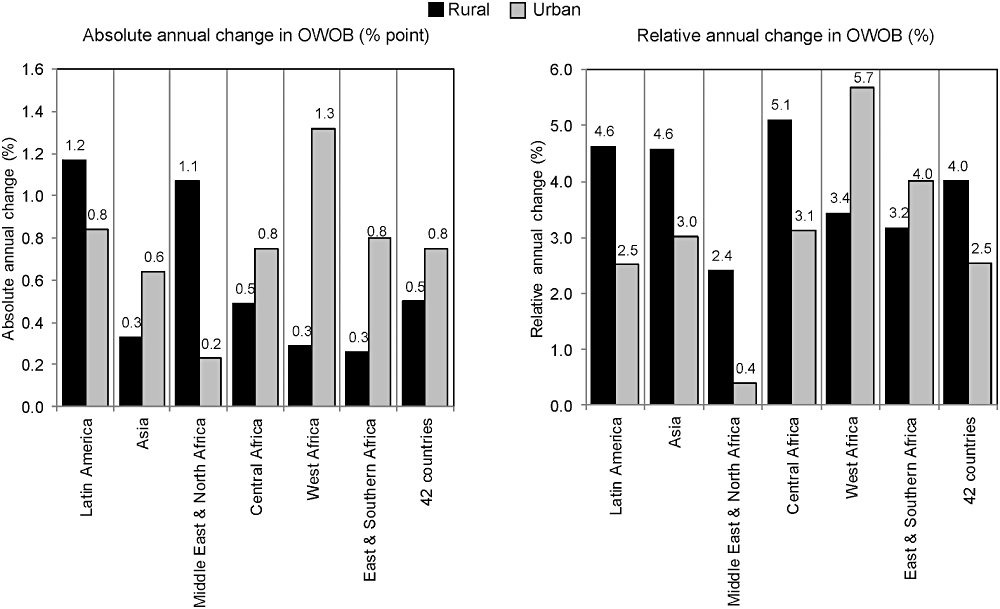 Rural Urban
Absolute annual change in OWOB (% point)
Absolute annual change (%)
1.6
1.4
1.2
1.0
0.8
0.6
0.4
0.2
0.0
1.2
0.8
0.3
0.6
1.1
0.2
0.5
0.8
0.3
1.3
0.3
0.8
0.5
0.8
Latin America
Asia
Middle East & North Africa
Central Africa
West Africa
East & Southern Africa
42 countries
Relative annual change in OWOB (%)
Relative annual change (%)
6.0
5.0
4.0
3.0
2.0
1.0
0.0
4.6
2.5
4.6
3.0
2.4
0.4
5.1
3.1
3.4
5.7
3.2
4.0
4.0
2.5
Latin America
Asia
Middle East & North Africa
Central Africa
West Africa
East & Southern Africa
42 countries